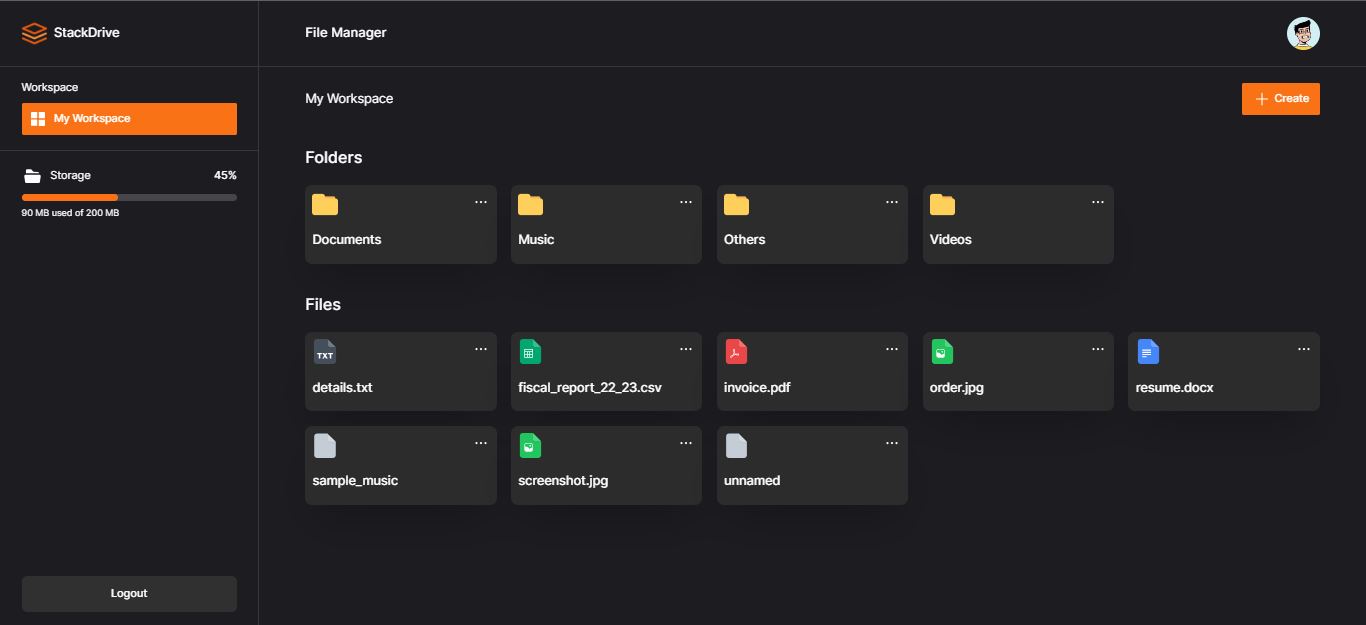 StackDrive
File Manager
Workspace
My Workspace
My Workspace
+ Create
Storage 45%
90 MB used of 200 MB
Folders
Documents
Music
Others
Videos
Files
TXT
details.txt
fiscal_report_22_23.csv
invoice.pdf
order.jpg
resume.docx
sample_music
screenshot.jpg
unnamed
Logout